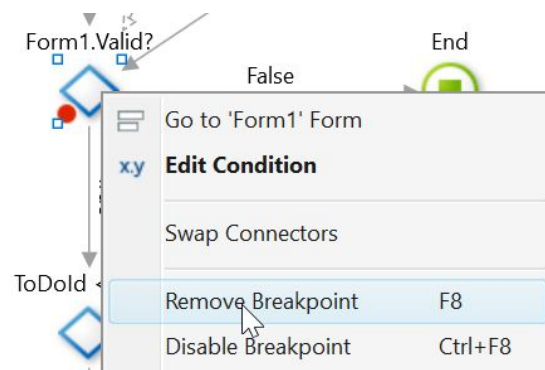 Form1.Valid?
End
False
Go to 'Form1' Form
x.y Edit Condition
Swap Connectors
ToDoId <
Remove Breakpoint F8
Disable Breakpoint Ctrl+F8